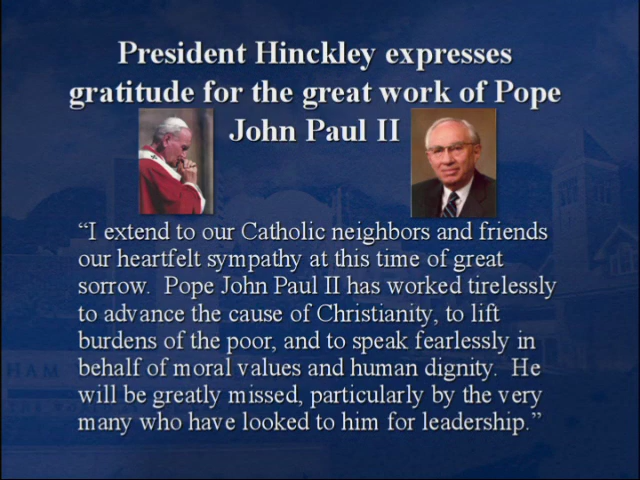 President Hinckley expresses
gratitude for the great work of Pope
John Paul II
“I extend to our Catholic neighbors and friends
our heartfelt sympathy at this time of great
sorrow.  Pope John Paul II has worked tirelessly
to advance the cause of Christianity, to lift
burdens of the poor, and to speak fearlessly in
behalf of moral values and human dignity.  He
will be greatly missed, particularly by the very
many who have looked to him for leadership.”